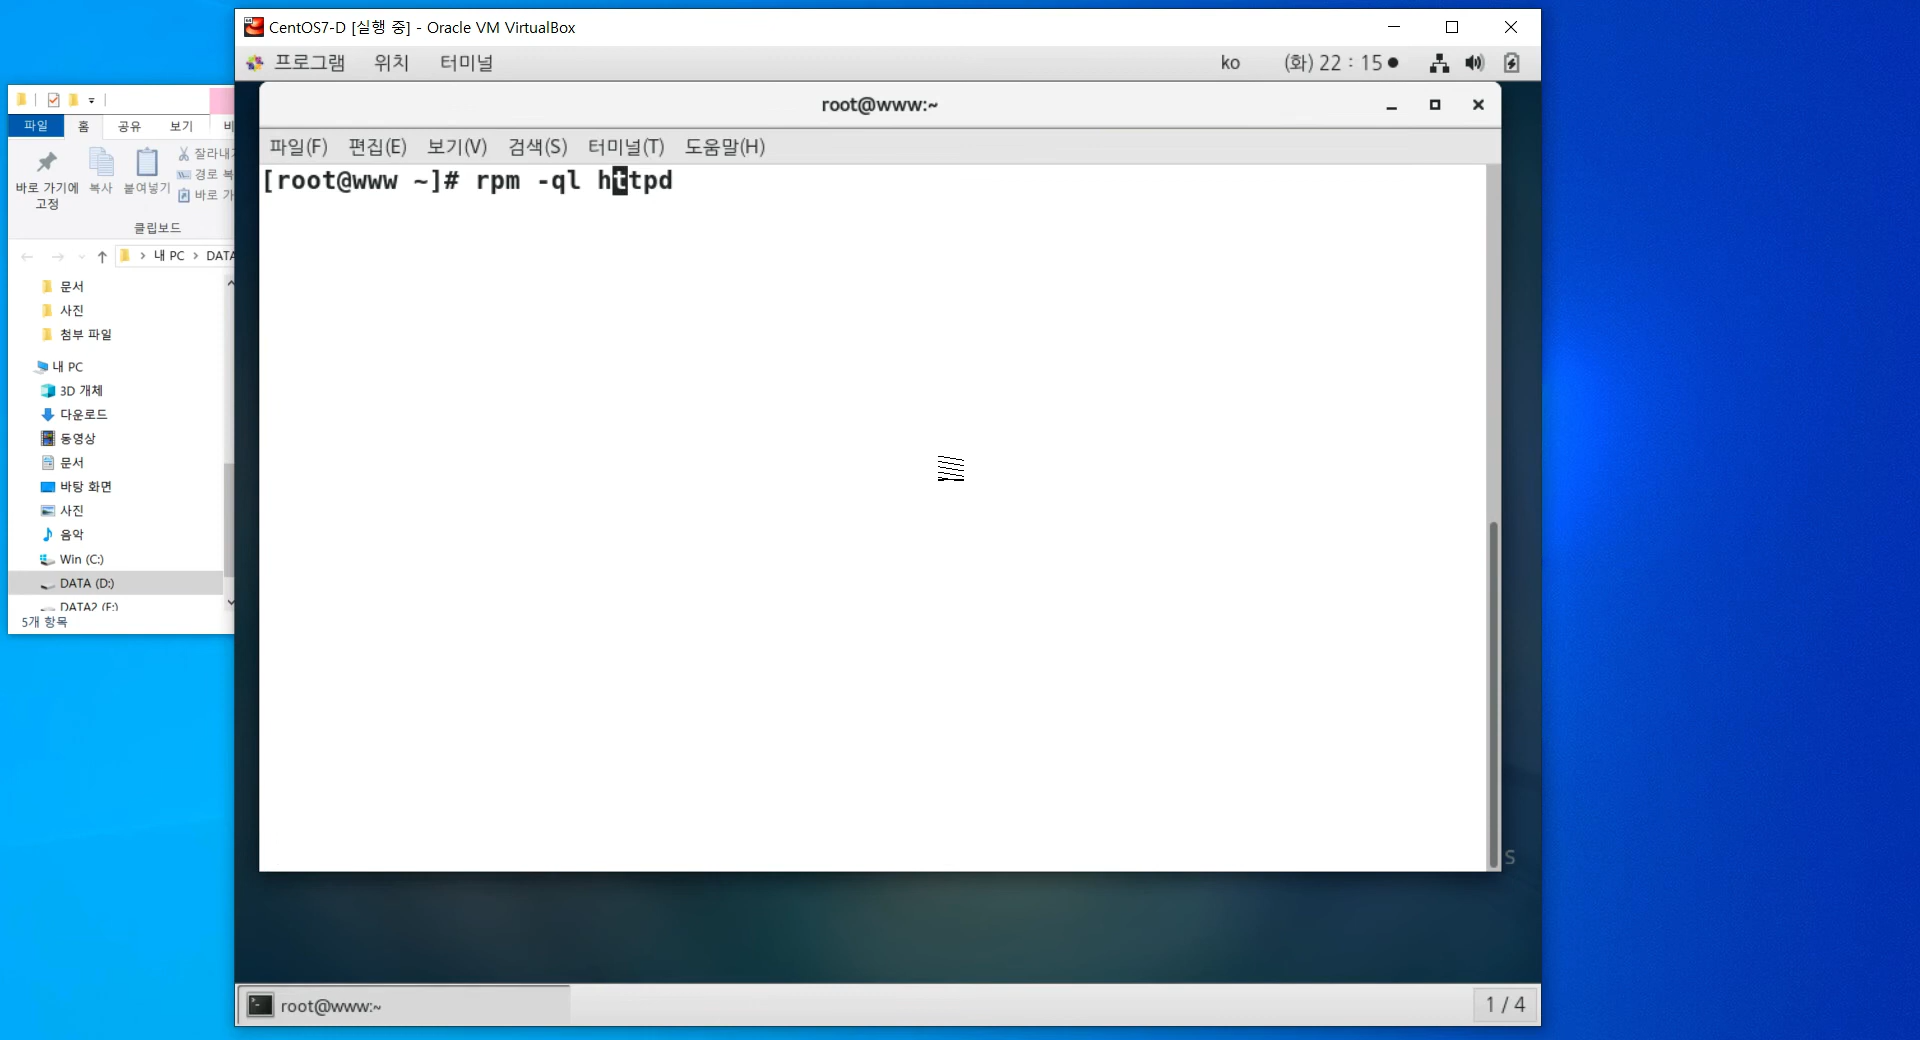 CentOS7-D [실행 중] - Oracle VM VirtualBox
프로그램 위치 터미널 ko (화) 22 : 15
파일 홈 공유 보기
root@www:~
파일(F) 편집(E) 보기(V) 검색(S) 터미널(T) 도움말(H)
[root@www ~]# rpm -ql httpd
바로 가기에
고정
복사
붙여넣기
잘라내
경로 복
바로 가
클립보드
내 PC DATA
문서
사진
첨부 파일
내 PC
3D 개체
다운로드
동영상
문서
바탕 화면
사진
음악
Win (C:)
DATA (D:)
DATA2 (E:)
5개 항목
S
root@www:~
1 / 4